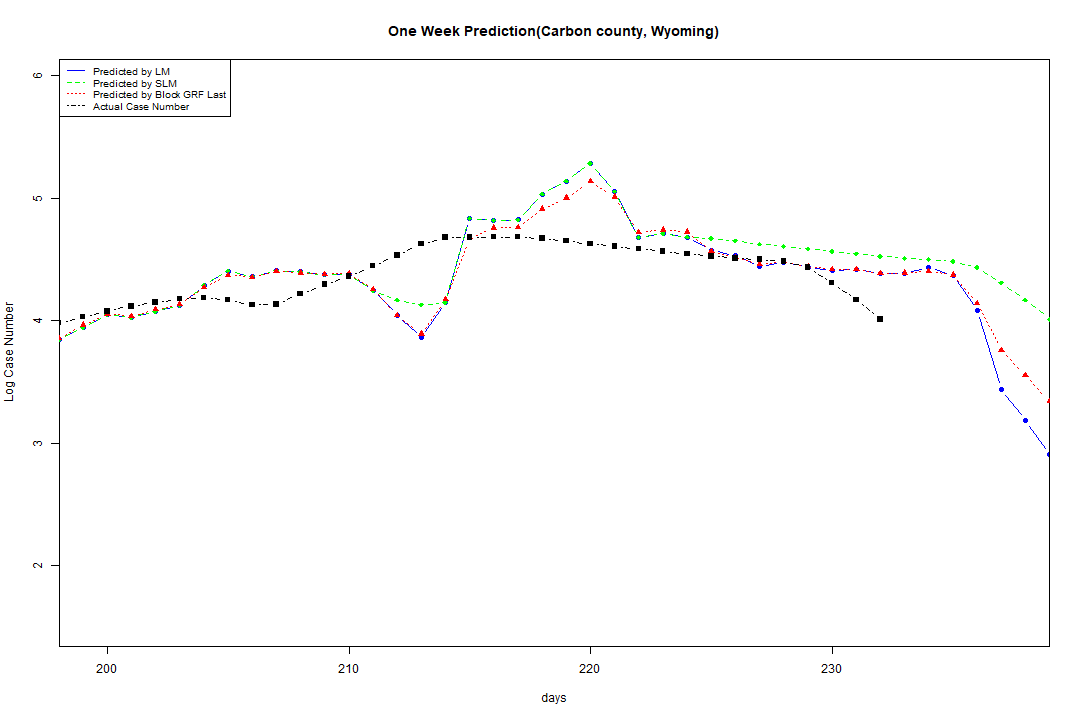 One Week Prediction(Carbon county, Wyoming)
Predicted by LM
Predicted by SLM
Predicted by Block GRF Last
Actual Case Number
6
5
4
3
2
Log Case Number
200 210 220 230
days